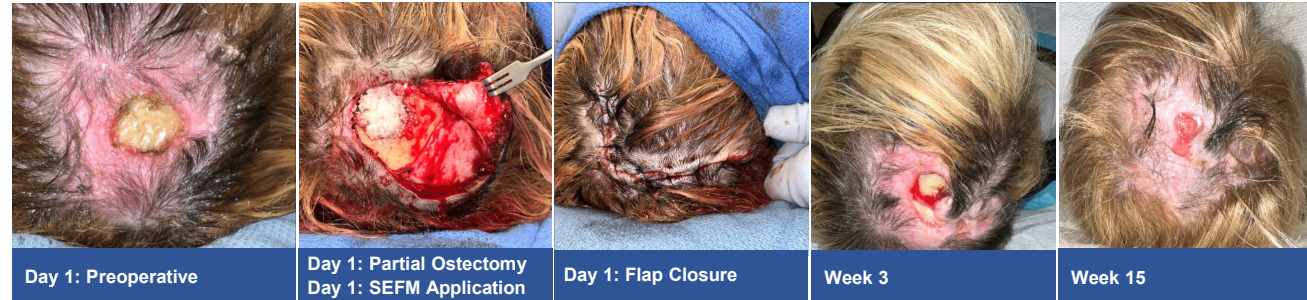 Day 1: Preoperative
Day 1: Partial Ostectomy
Day 1: SEFM Application
Day 1: Flap Closure
Week 3
Week 15